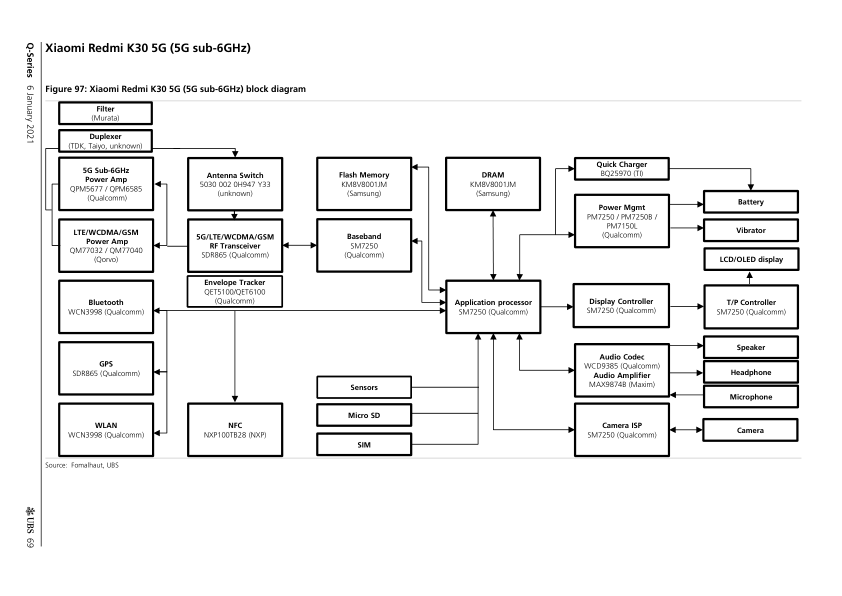 Q-Series 6 January 2021
Xiaomi Redmi K30 5G (5G sub-6GHz)
Figure 97: Xiaomi Redmi K30 5G (5G sub-6GHz) block diagram
Filter
(Murata)
Duplexer
(TDK, Taiyo, unknown)
5G Sub-6GHz
Power Amp
QPM5677 / QPM6585
(Qualcomm)
LTE/WCDMA/GSM
Power Amp
QM77032 / QM77040
(Qorvo)
Bluetooth
WCN3998 (Qualcomm)
GPS
SDR865 (Qualcomm)
WLAN
WCN3998 (Qualcomm)
Antenna Switch
S030 002 0H947 Y33
(unknown)
5G/LTE/WCDMA/GSM
RF Transceiver
SDR865 (Qualcomm)
Envelope Tracker
QET5100/QET6100
(Qualcomm)
NFC
NXP100TB28 (NXP)
Flash Memory
KM8V8001JM
(Samsung)
Baseband
SM7250
(Qualcomm)
Sensors
Micro SD
SIM
DRAM
KM8V8001JM
(Samsung)
Application processor
SM7250 (Qualcomm)
Quick Charger
BQ25970 (TI)
Power Mgmt
PM7250 / PM7250B /
PM7150L
(Qualcomm)
Display Controller
SM7250 (Qualcomm)
Audio Codec
WCD9385 (Qualcomm)
Audio Amplifier
MAX9874B (Maxim)
Camera ISP
SM7250 (Qualcomm)
Battery
Vibrator
LCD/OLED display
T/P Controller
SM7250 (Qualcomm)
Speaker
Headphone
Microphone
Camera
Source: Fomalhaut, UBS
UBS 69